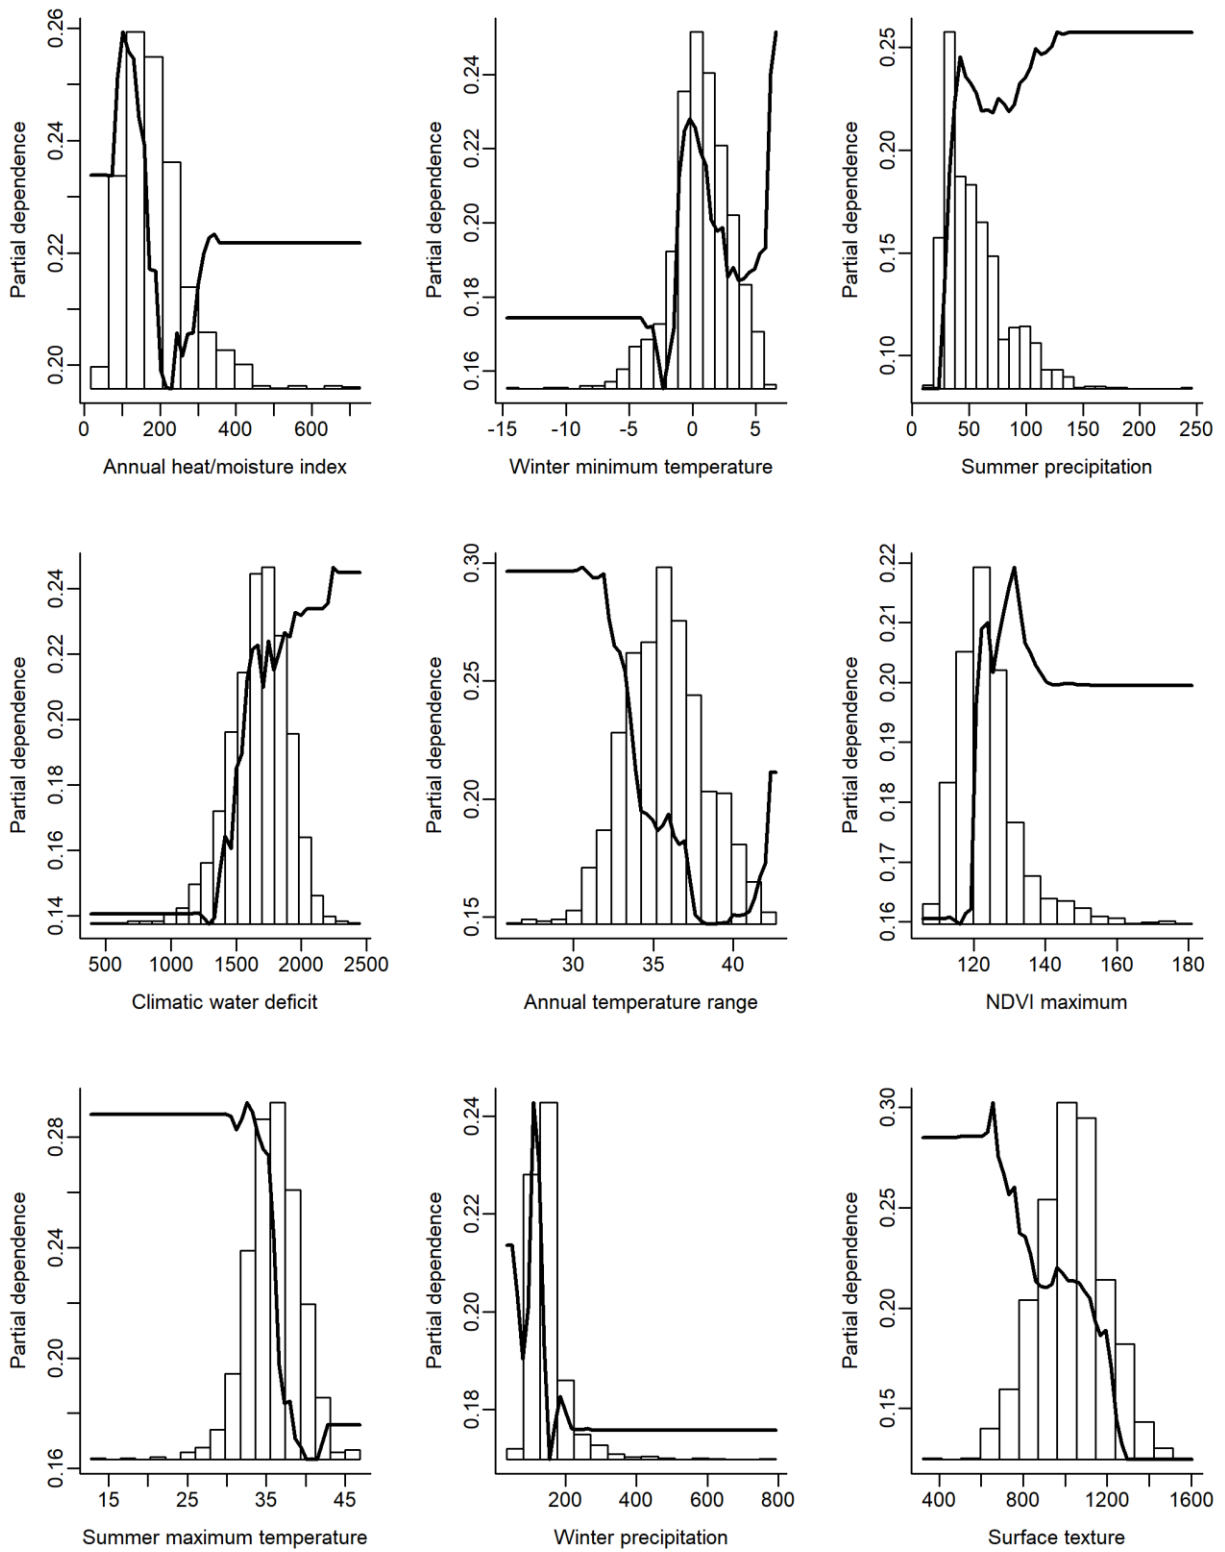 Partial dependence
0.20 0.22 0.24 0.26
0 200 400 600
Annual heat/moisture index
Partial dependence
0.16 0.18 0.20 0.22 0.24
-15 -10 -5 0 5
Winter minimum temperature
Partial dependence
0.10 0.15 0.20 0.25
0 50 100 150 200 250
Summer precipitation
Partial dependence
0.14 0.16 0.18 0.20 0.22 0.24
500 1000 1500 2000 2500
Climatic water deficit
Partial dependence
0.15 0.20 0.25 0.30
30 35 40
Annual temperature range
Partial dependence
0.16 0.17 0.18 0.19 0.20 0.21 0.22
120 140 160 180
NDVI maximum
Partial dependence
0.16 0.20 0.24 0.28
15 25 35 45
Summer maximum temperature
Partial dependence
0.18 0.20 0.22 0.24
200 400 600 800
Winter precipitation
Partial dependence
0.15 0.20 0.25 0.30
400 800 1200 1600
Surface texture